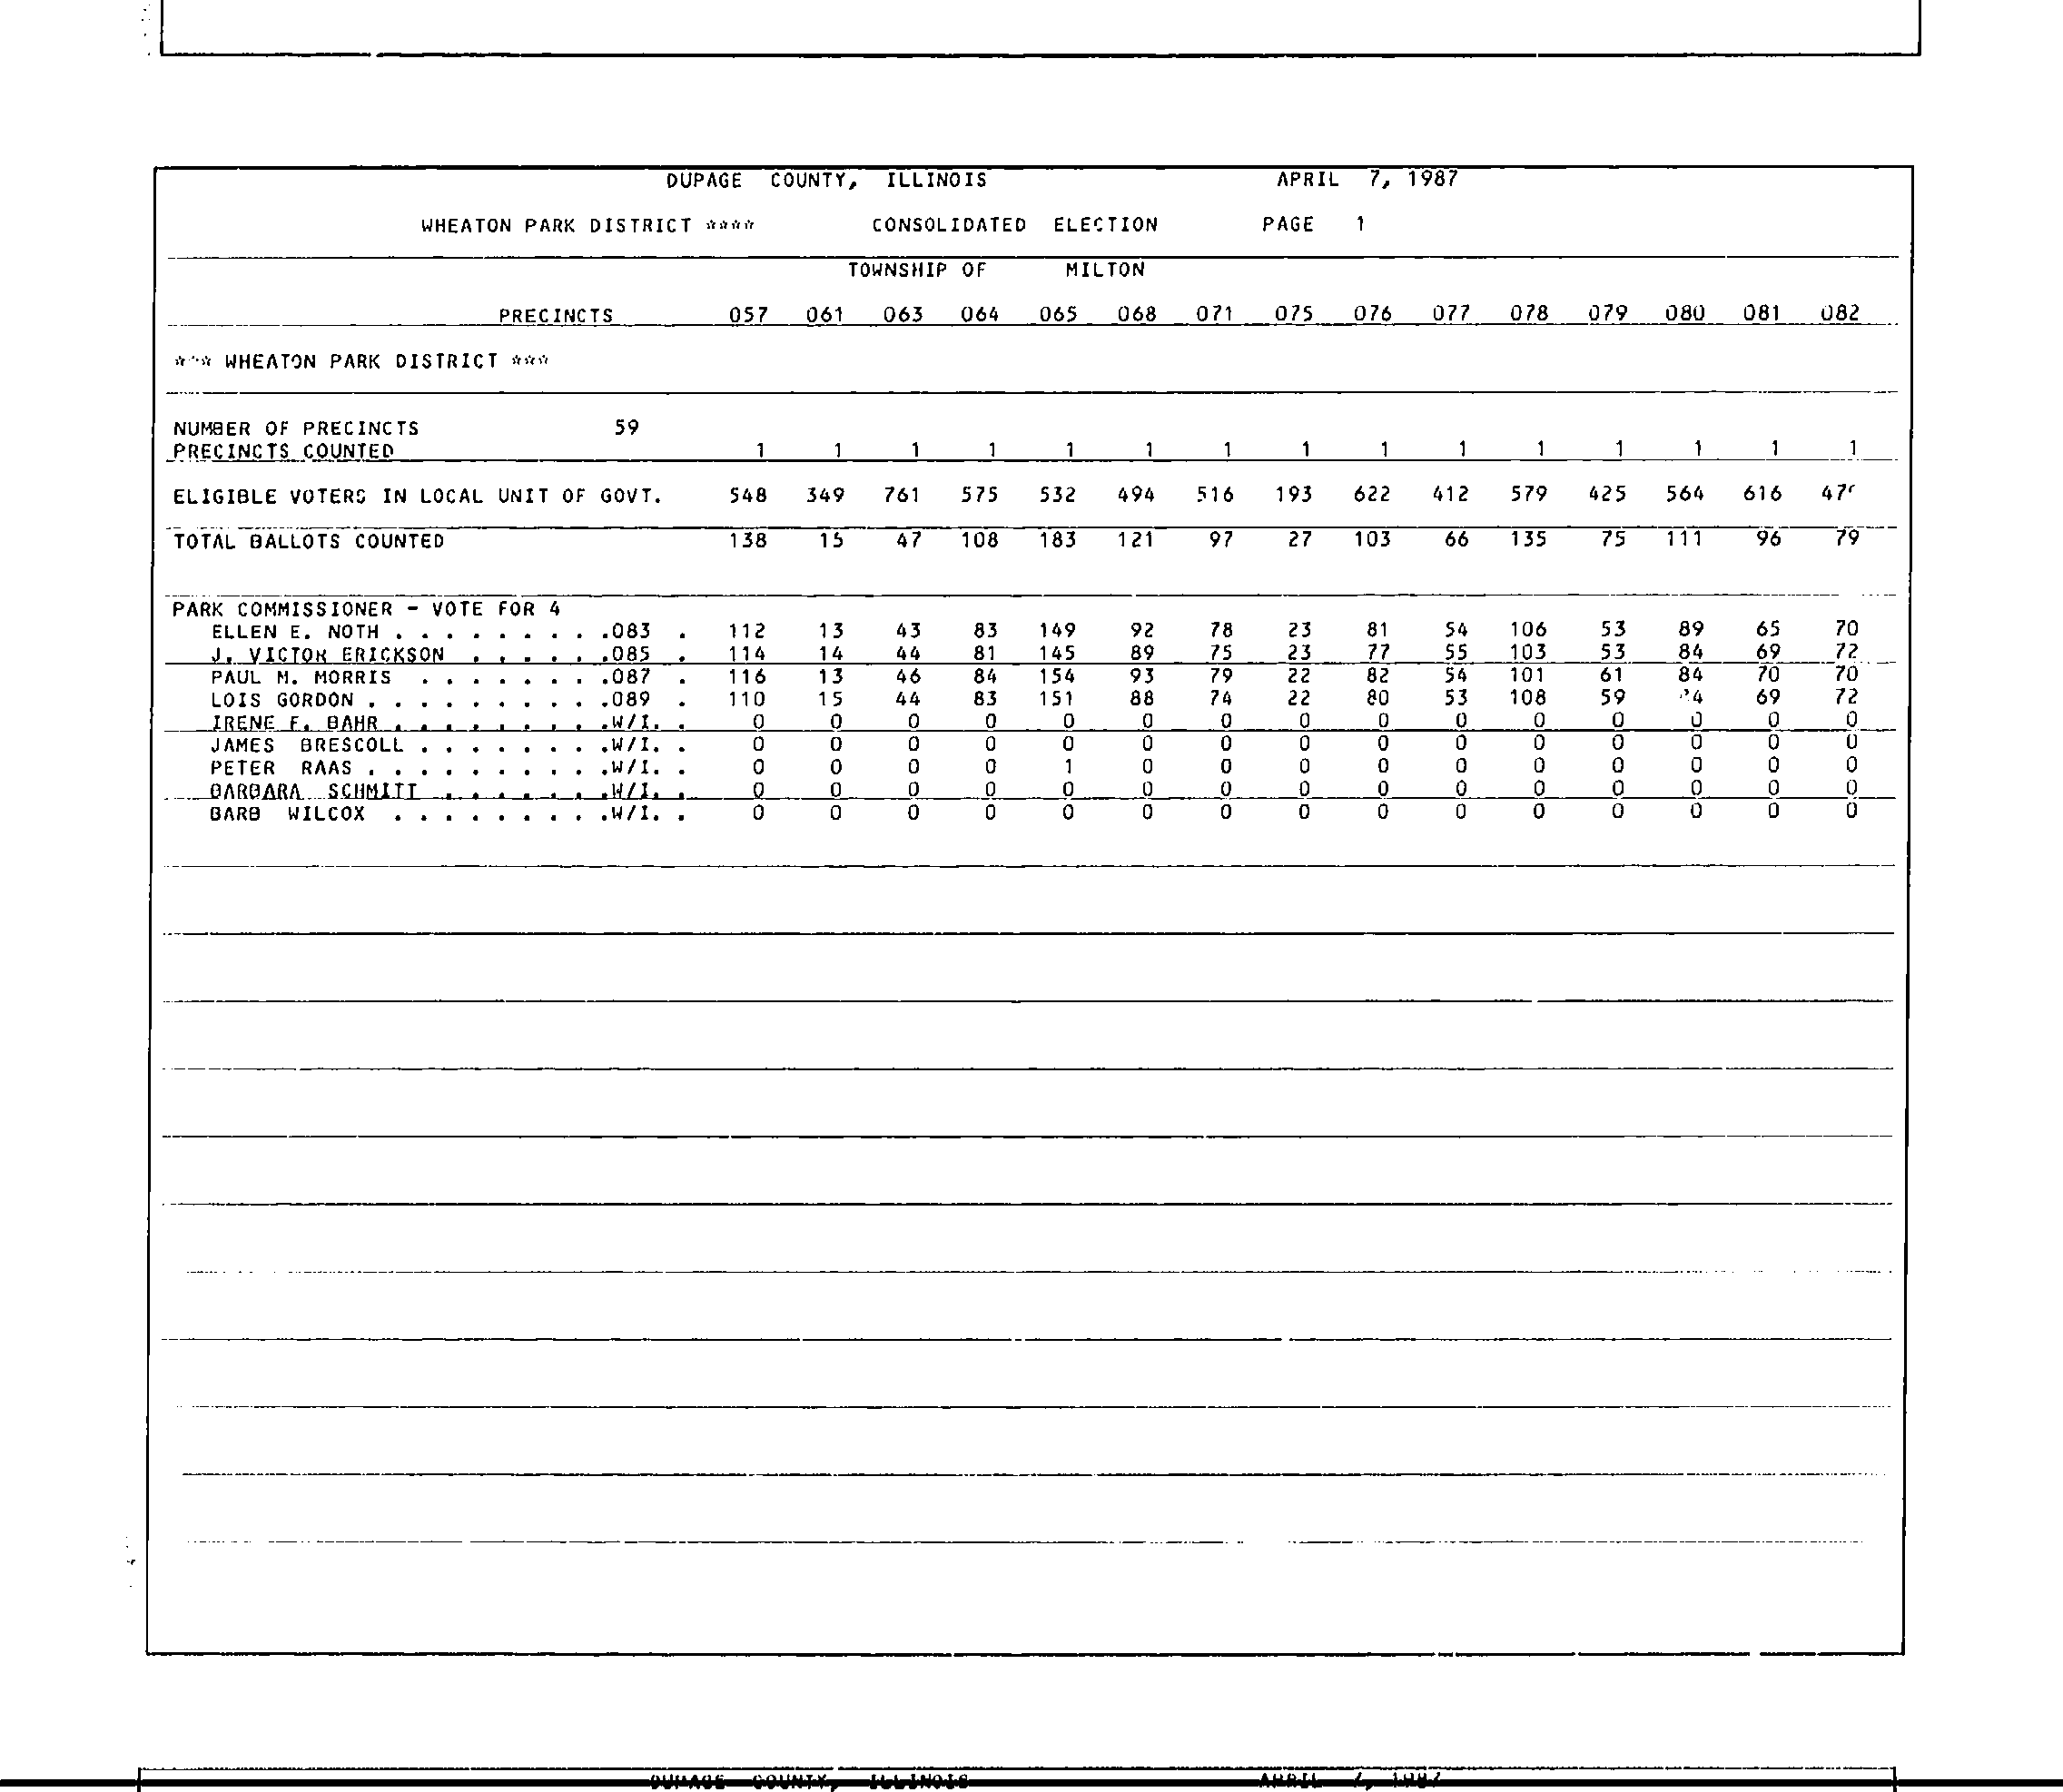 DUPAGE COUNTY, ILLINOIS APRIL 7, 1987
WHEATON PARK DISTRICT **** CONSOLIDATED ELECTION PAGE 1
TOWNSHIP OF MILTON
PRECINCTS 057 061 063 064 065 068 071 075 076 077 078 079 080 081 082
*** WHEATON PARK DISTRICT ***
NUMBER OF PRECINCTS 59
PRECINCTS COUNTED 1 1 1 1 1 1 1 1 1 1 1 1 1 1 1
ELIGIBLE VOTERS IN LOCAL UNIT OF GOVT. 548 349 761 575 532 494 516 193 622 412 579 425 564 616
TOTAL BALLOTS COUNTED 138 15 47 108 183 121 97 27 103 66 135 75 111 96 79
PARK COMMISSIONER - VOTE FOR 4
ELLEN E. NOTH . . . . . . . . .083 . 112 13 43 83 149 92 78 23 81 54 106 53 89 65 70
J. VICTOR ERICKSON . . . . . .085 . 114 14 44 81 145 89 75 23 77 55 103 53 84 69 72
PAUL M. MORRIS . . . . . . . .087 . 116 13 46 84 154 93 79 22 82 54 101 61 84 70 70
LOIS GORDON . . . . . . . . . .089 . 110 15 44 83 151 88 74 22 80 53 108 59 69 72
IRENE F. BAHR . . . . . . . . .W/I. . 0 0 0 0 0 0 0 0 0 0 0 0 0 0 0
JAMES BRESCOLL . . . . . . . .W/I. . 0 0 0 0 0 0 0 0 0 0 0 0 0 0 0
PETER RAAS . . . . . . . . . .W/I. . 0 0 0 0 1 0 0 0 0 0 0 0 0 0 0
BARBARA SCHMITT . . . . . . .W/I. . 0 0 0 0 0 0 0 0 0 0 0 0 0 0 0
BARB WILCOX . . . . . . . . .W/I. . 0 0 0 0 0 0 0 0 0 0 0 0 0 0 0
DUPAGE COUNTY, ILLINOIS APRIL 7, 1987